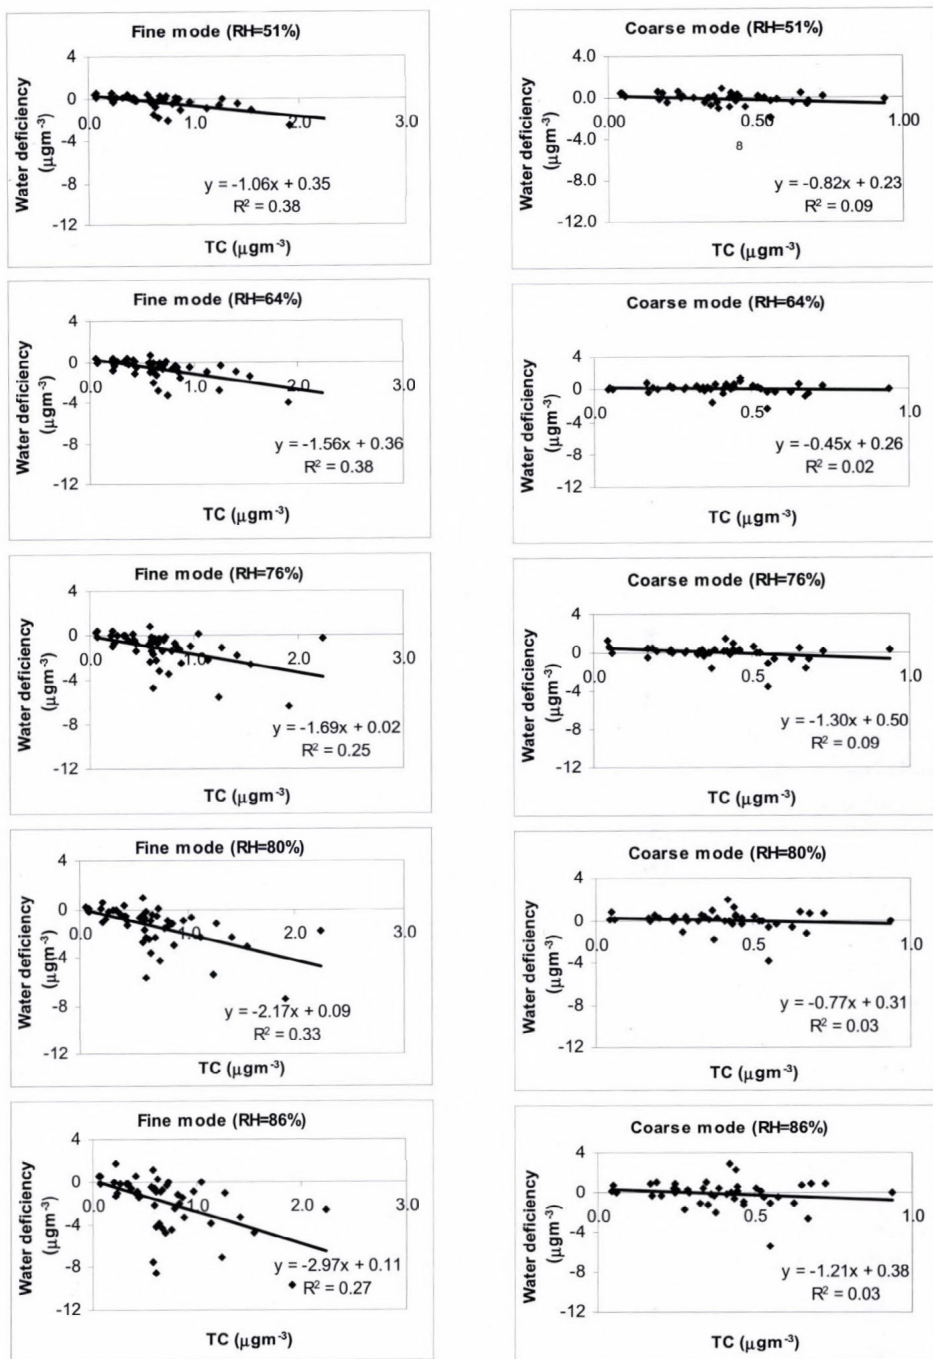 Fine mode (RH=51%)
4
0
-4
-8
-12
0.0 1.0 2.0 3.0
Water deficiency
(μgm⁻³)
y = -1.06x + 0.35
R² = 0.38
TC (μgm⁻³)
Coarse mode (RH=51%)
4.0
0.0
-4.0
-8.0
-12.0
0.00 0.50 1.00
8
Water deficiency
(μgm⁻³)
y = -0.82x + 0.23
R² = 0.09
TC (μgm⁻³)
Fine mode (RH=64%)
4
0
-4
-8
-12
0.0 1.0 2.0 3.0
Water deficiency
(μgm⁻³)
y = -1.56x + 0.36
R² = 0.38
TC (μgm⁻³)
Coarse mode (RH=64%)
4
0
-4
-8
-12
0.0 0.5 1.0
Water deficiency
(μgm⁻³)
y = -0.45x + 0.26
R² = 0.02
TC (μgm⁻³)
Fine mode (RH=76%)
4
0
-4
-8
-12
0.0 1.0 2.0 3.0
Water deficiency
(μgm⁻³)
y = -1.69x + 0.02
R² = 0.25
TC (μgm⁻³)
Coarse mode (RH=76%)
4
0
-4
-8
-12
0.0 0.5 1.0
Water deficiency
(μgm⁻³)
y = -1.30x + 0.50
R² = 0.09
TC (μgm⁻³)
Fine mode (RH=80%)
4
0
-4
-8
-12
0.0 1.0 2.0 3.0
Water deficiency
(μgm⁻³)
y = -2.17x + 0.09
R² = 0.33
TC (μgm⁻³)
Coarse mode (RH=80%)
4
0
-4
-8
-12
0.0 0.5 1.0
Water deficiency
(μgm⁻³)
y = -0.77x + 0.31
R² = 0.03
TC (μgm⁻³)
Fine mode (RH=86%)
4
0
-4
-8
-12
0.0 1.0 2.0 3.0
Water deficiency
(μgm⁻³)
y = -2.97x + 0.11
R² = 0.27
TC (μgm⁻³)
Coarse mode (RH=86%)
4
0
-4
-8
-12
0.0 0.5 1.0
Water deficiency
(μgm⁻³)
y = -1.21x + 0.38
R² = 0.03
TC (μgm⁻³)